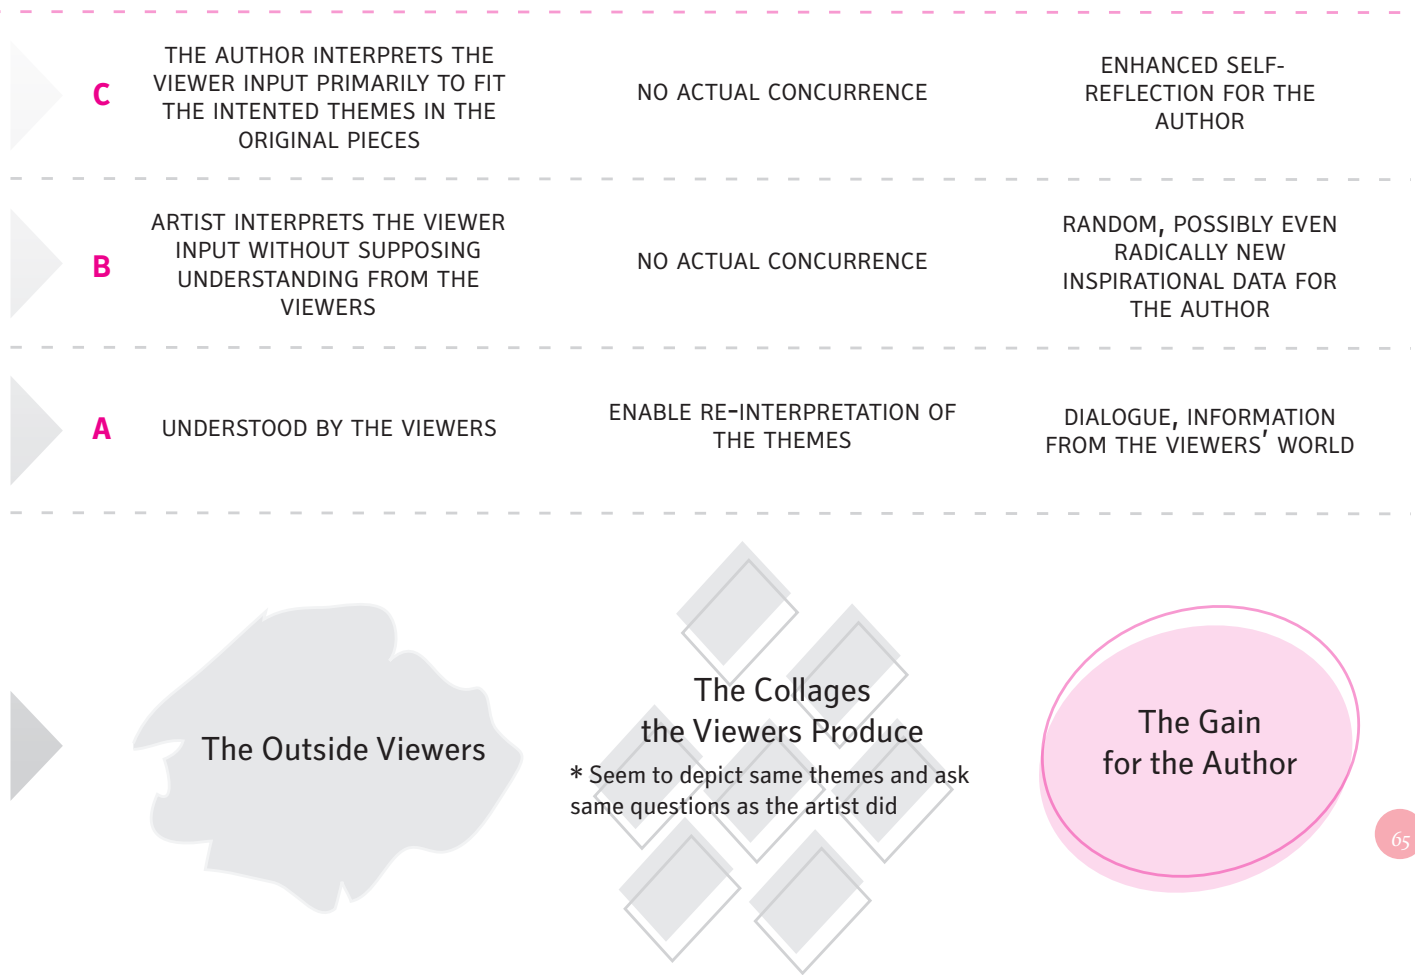 C
THE AUTHOR INTERPRETS THE
VIEWER INPUT PRIMARILY TO FIT
THE INTENTED THEMES IN THE
ORIGINAL PIECES
NO ACTUAL CONCURRENCE
ENHANCED SELF-
REFLECTION FOR THE
AUTHOR
B
ARTIST INTERPRETS THE VIEWER
INPUT WITHOUT SUPPOSING
UNDERSTANDING FROM THE
VIEWERS
NO ACTUAL CONCURRENCE
RANDOM, POSSIBLY EVEN
RADICALLY NEW
INSPIRATIONAL DATA FOR
THE AUTHOR
A
UNDERSTOOD BY THE VIEWERS
ENABLE RE-INTERPRETATION OF
THE THEMES
DIALOGUE, INFORMATION
FROM THE VIEWERS' WORLD
The Outside Viewers
The Collages
the Viewers Produce
* Seem to depict same themes and ask
same questions as the artist did
The Gain
for the Author
65